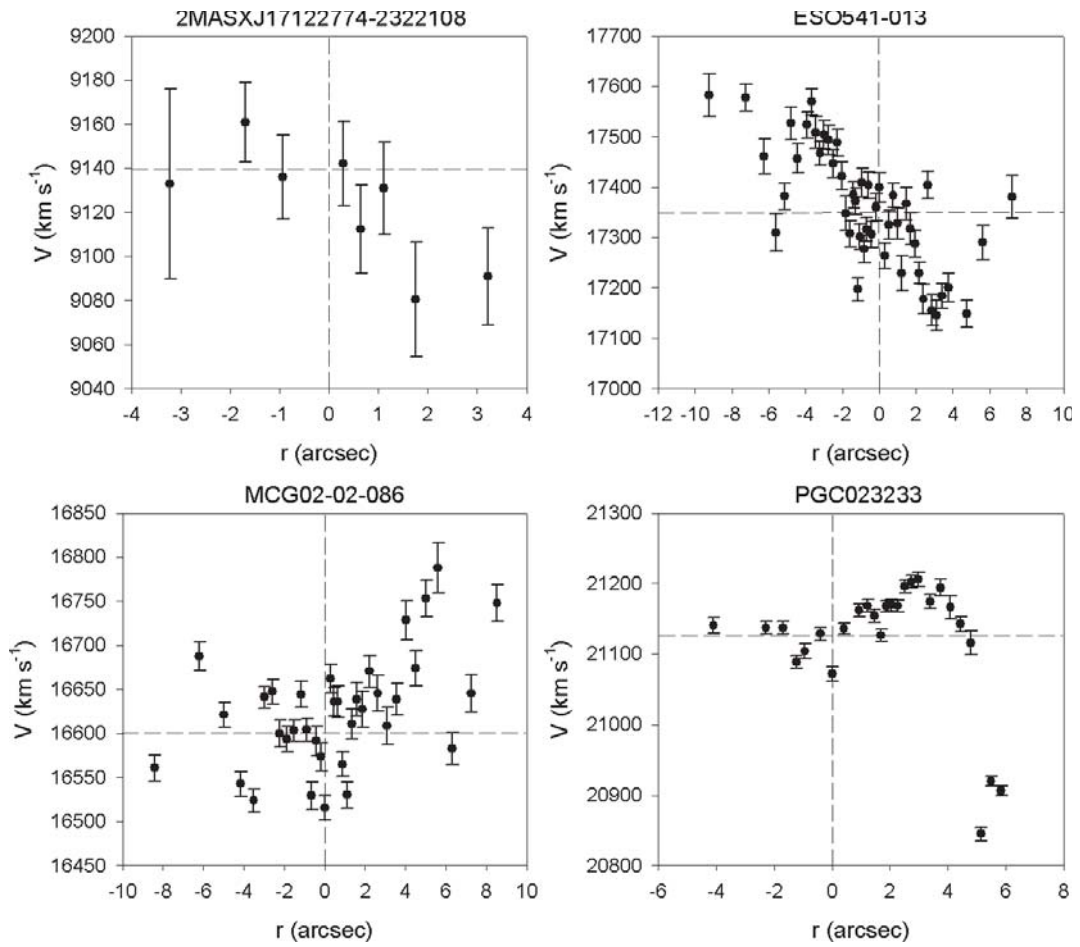 2MASXJ17122774-2322108
9200
9180
9160
9140
9120
9100
9080
9060
9040
V (km s-1)
-4 -3 -2 -1 0 1 2 3 4
r (arcsec)
ESO541-013
17700
17600
17500
17400
17300
17200
17100
17000
V (km s-1)
-12 -10 -8 -6 -4 -2 0 2 4 6 8 10
r (arcsec)
MCG02-02-086
16850
16800
16750
16700
16650
16600
16550
16500
16450
V (km s-1)
-10 -8 -6 -4 -2 0 2 4 6 8 10
r (arcsec)
PGC023233
21300
21200
21100
21000
20900
20800
V (km s-1)
-6 -4 -2 0 2 4 6 8
r (arcsec)